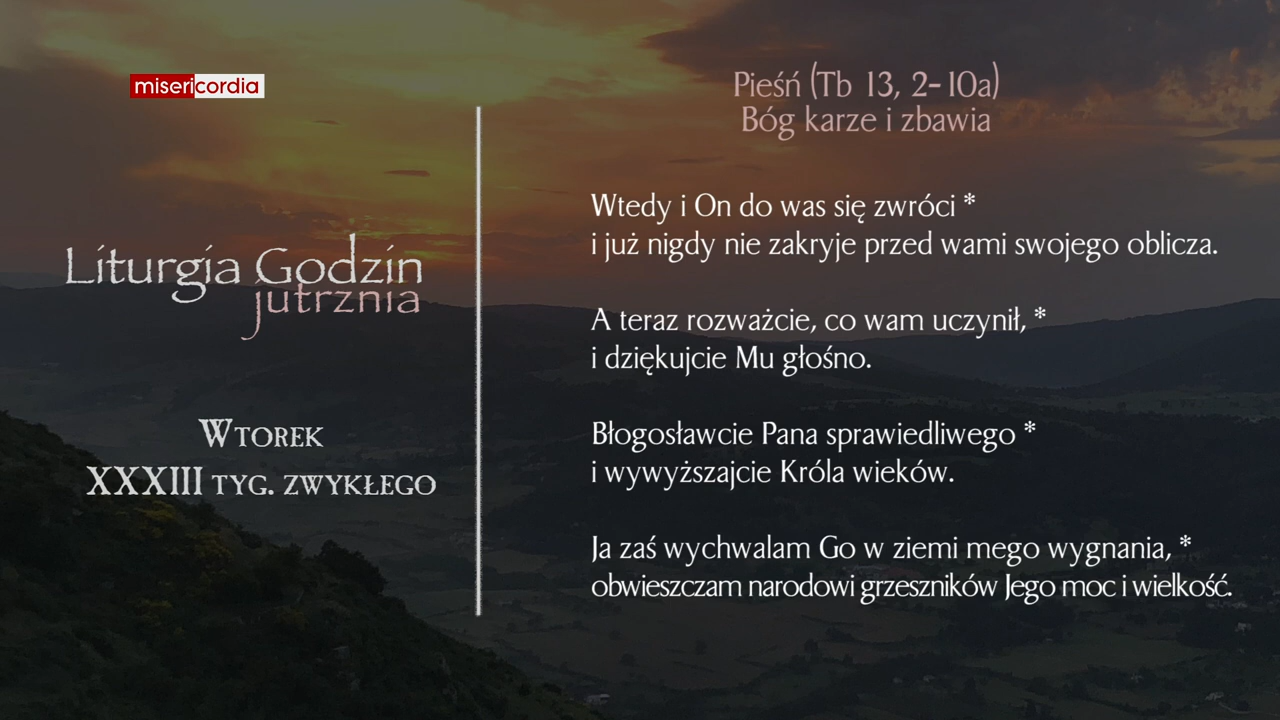 misericordia
Liturgia Godzin
jutrznia
Wtorek
XXXIII tyg. zwykłego
Pieśń (Tb 13, 2-10a)
Bóg karze i zbawia
Wtedy i On do was się zwróci *
i już nigdy nie zakryje przed wami swojego oblicza.
A teraz rozważcie, co wam uczynił, *
i dziękujcie Mu głośno.
Błogosławcie Pana sprawiedliwego *
i wywyższajcie Króla wieków.
Ja zaś wychwalam Go w ziemi mego wygnania, *
obwieszczam narodowi grzeszników Jego moc i wielkość.